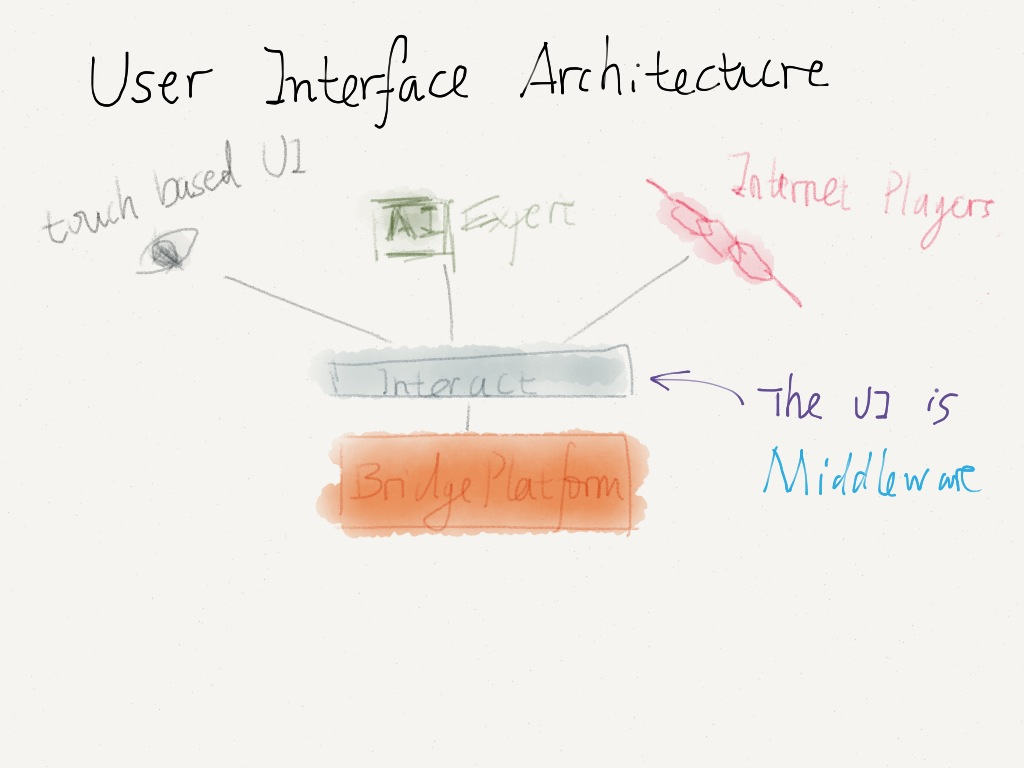 User Interface Architecture
touch based UI
AI Expert
Internet Players
Interact
The UI is
Middleware
Bridge Platform